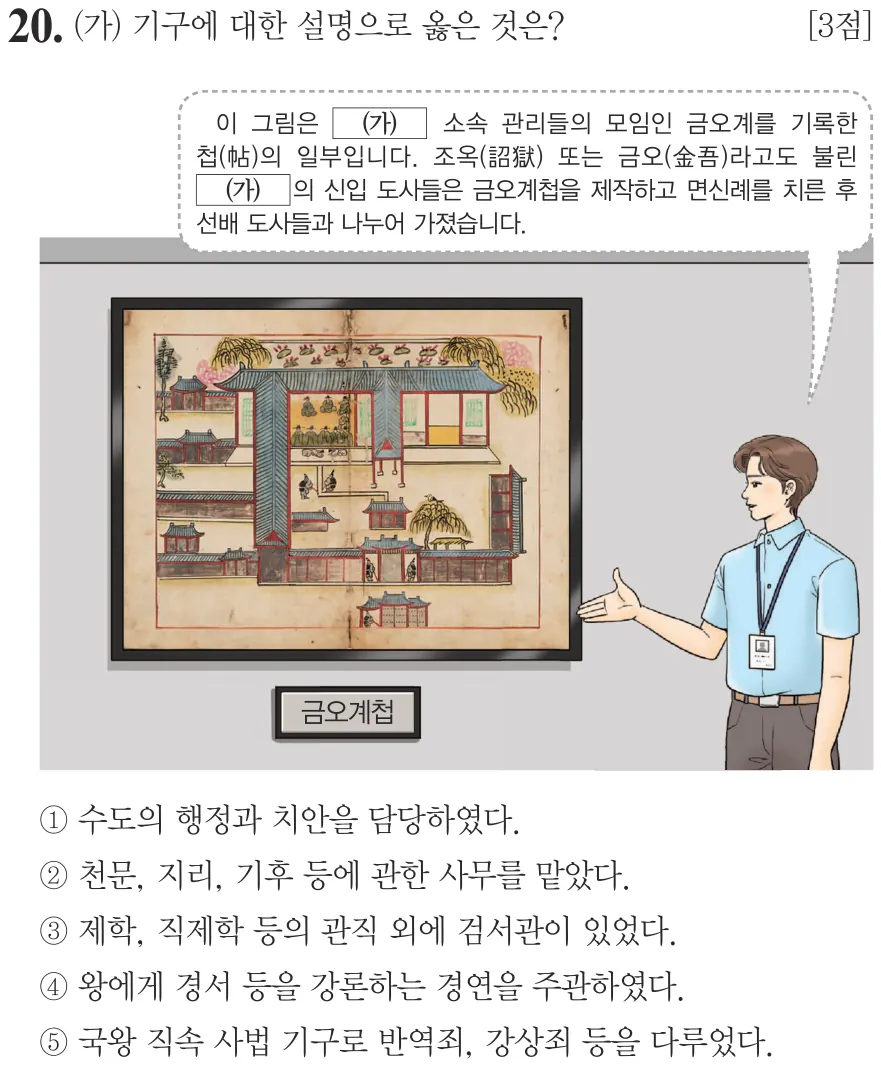 20. (가) 기구에 대한 설명으로 옳은 것은? [3점]
이 그림은 (가) 소속 관리들의 모임인 금오계를 기록한
첩(帖)의 일부입니다. 조옥(詔獄) 또는 금오(金吾)라고도 불린
(가) 의 신입 도사들은 금오계첩을 제작하고 면신례를 치른 후
선배 도사들과 나누어 가졌습니다.
금오계첩
① 수도의 행정과 치안을 담당하였다.
② 천문, 지리, 기후 등에 관한 사무를 맡았다.
③ 제학, 직제학 등의 관직 외에 검서관이 있었다.
④ 왕에게 경서 등을 강론하는 경연을 주관하였다.
⑤ 국왕 직속 사법 기구로 반역죄, 강상죄 등을 다루었다.